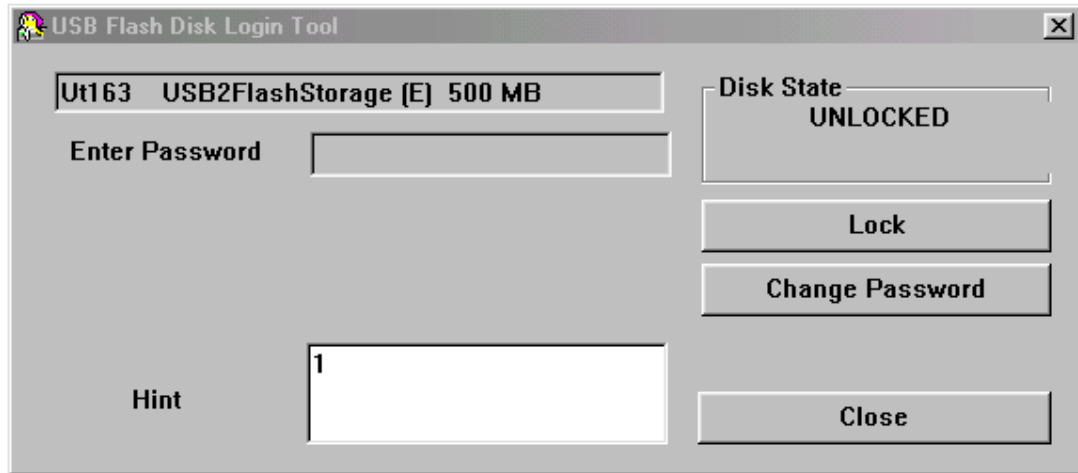 USB Flash Disk Login Tool
Ut163 USB2FlashStorage (E) 500 MB
Disk State
UNLOCKED
Enter Password
Lock
Change Password
Hint
1
Close